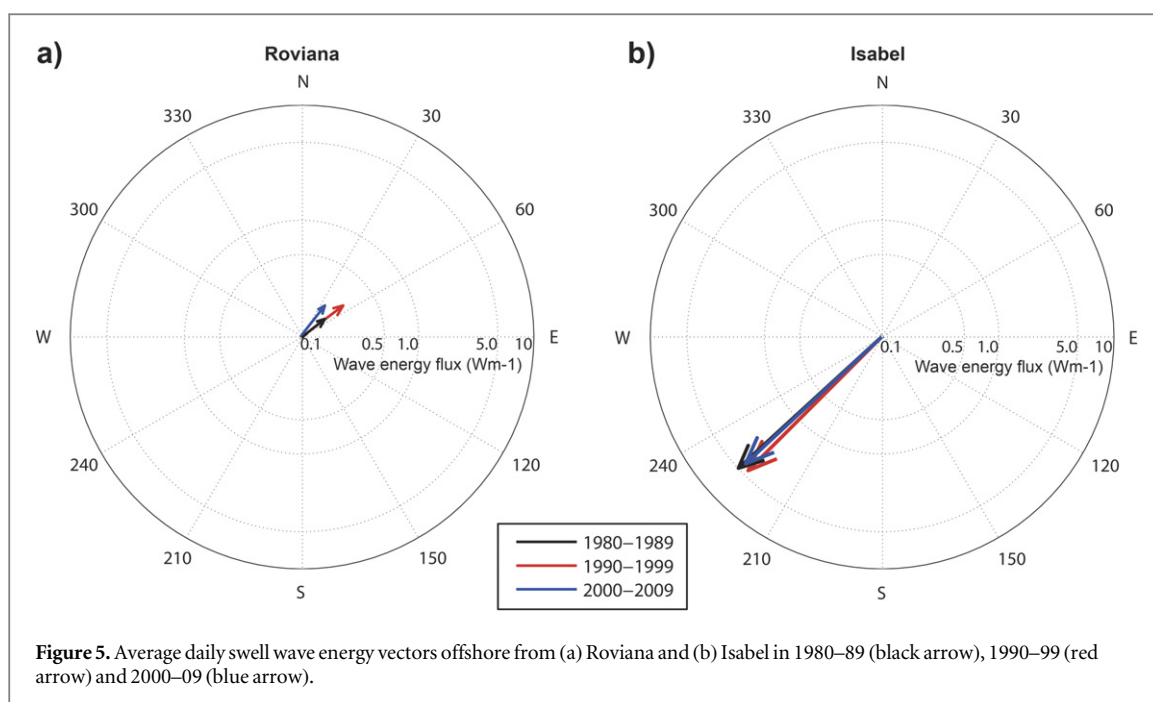 a)
Roviana
N
330
30
300
60
W
0.1
0.5
1.0
5.0
10
E
Wave energy flux (Wm-1)
240
120
210
150
S
b)
Isabel
N
330
30
300
60
W
0.1
0.5
1.0
5.0
10
E
Wave energy flux (Wm-1)
240
120
210
150
S
1980–1989
1990–1999
2000–2009
Figure 5. Average daily swell wave energy vectors offshore from (a) Roviana and (b) Isabel in 1980–89 (black arrow), 1990–99 (red
arrow) and 2000–09 (blue arrow).